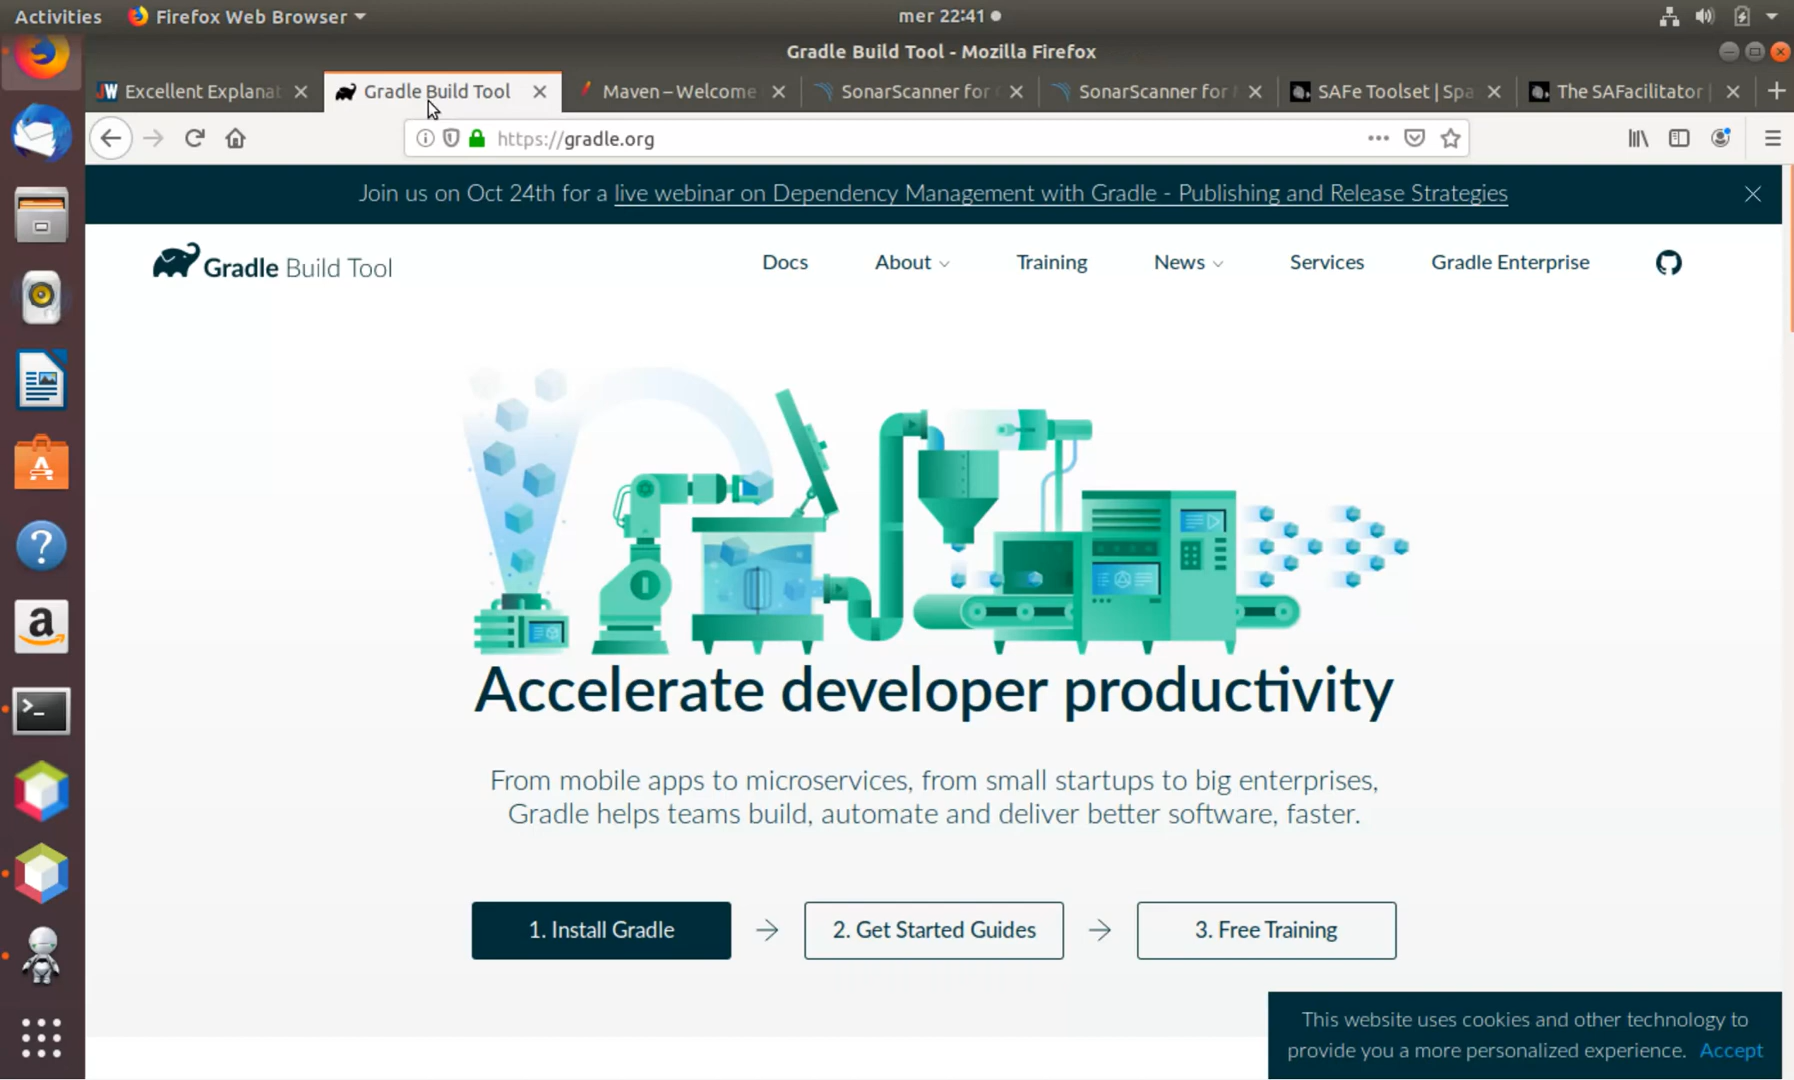 Activities
Firefox Web Browser
mer 22:41
Gradle Build Tool - Mozilla Firefox
JW Excellent Explanat
Gradle Build Tool
Maven – Welcome
SonarScanner for
SonarScanner for
SAFe Toolset | Spa
The SAFacilitator |
https://gradle.org
Join us on Oct 24th for a live webinar on Dependency Management with Gradle - Publishing and Release Strategies
Gradle Build Tool
Docs
About
Training
News
Services
Gradle Enterprise
Accelerate developer productivity
From mobile apps to microservices, from small startups to big enterprises,
Gradle helps teams build, automate and deliver better software, faster.
1. Install Gradle
2. Get Started Guides
3. Free Training
This website uses cookies and other technology to
provide you a more personalized experience. Accept